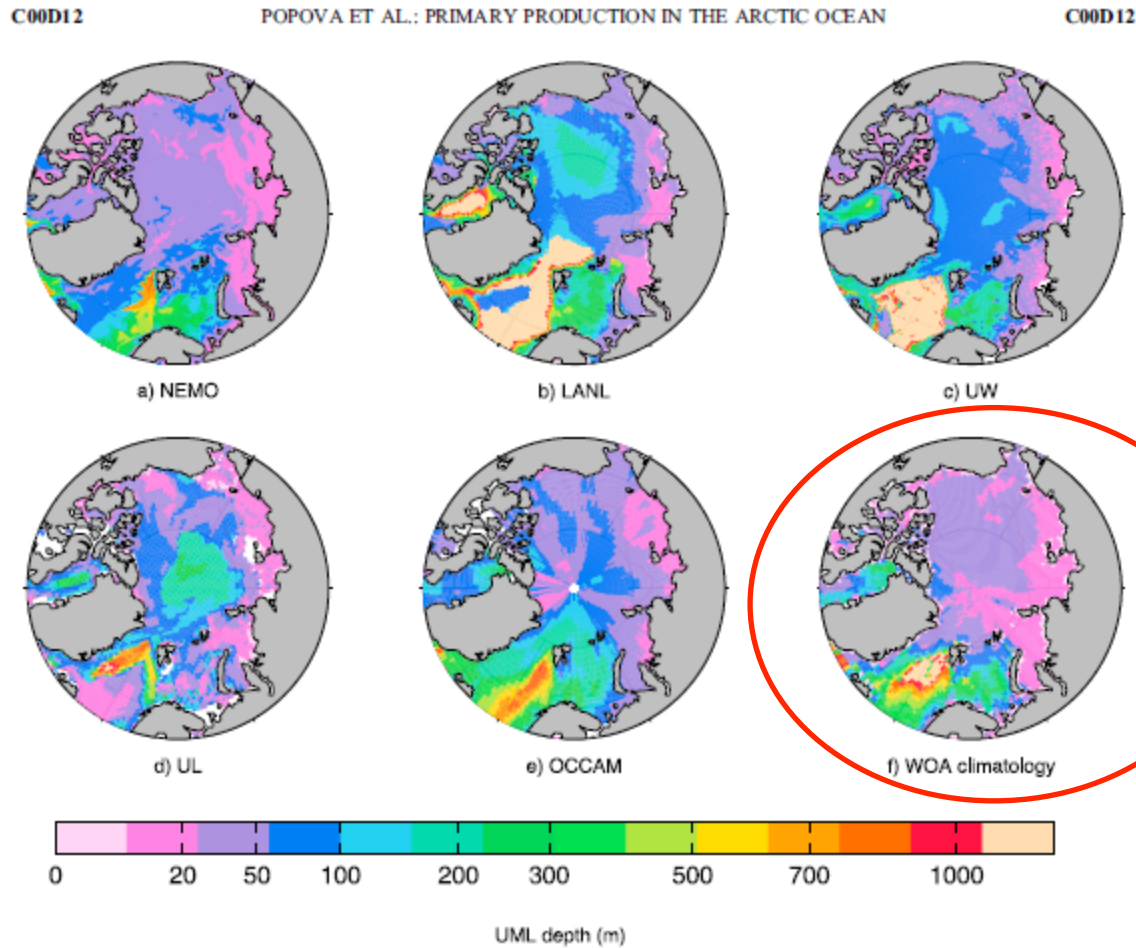 C00D12 POPOVA ET AL.: PRIMARY PRODUCTION IN THE ARCTIC OCEAN C00D12
a) NEMO b) LANL c) UW
d) UL e) OCCAM f) WOA climatology
0 20 50 100 200 300 500 700 1000
UML depth (m)